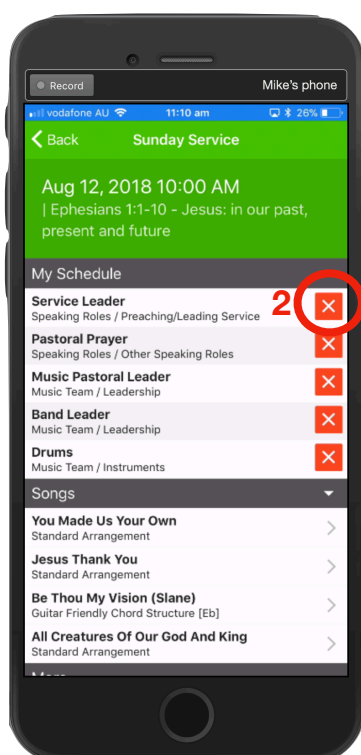 Record
Mike's phone
vodafone AU 11:10 am 26%
Back Sunday Service
Aug 12, 2018 10:00 AM
| Ephesians 1:1-10 - Jesus: in our past,
present and future
My Schedule
Service Leader
Speaking Roles / Preaching/Leading Service
2
Pastoral Prayer
Speaking Roles / Other Speaking Roles
Music Pastoral Leader
Music Team / Leadership
Band Leader
Music Team / Leadership
Drums
Music Team / Instruments
Songs
You Made Us Your Own
Standard Arrangement
Jesus Thank You
Standard Arrangement
Be Thou My Vision (Slane)
Guitar Friendly Chord Structure [Eb]
All Creatures Of Our God And King
Standard Arrangement